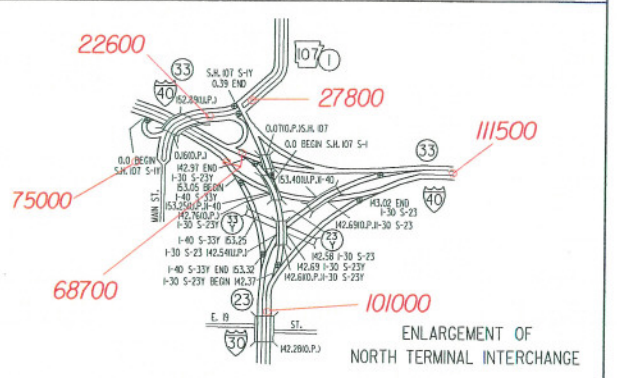 22600
107
1
33
40
S.H. 107 S-1Y
0.39 END
152.89(U.P.)
27800
0.07(O.P.)S.H. 107
0.0 BEGIN S.H. 107 S-1
111500
33
40
0.0 BEGIN
S.H. 107 S-1Y
0.16(O.P.)
142.97 END
I-30 S-23Y
153.05 BEGIN
I-40 S-33Y
153.25(U.P.)I-40
142.76(O.P.)
I-30 S-23Y
153.40(U.P.)I-40
75000
MAIN ST.
33
Y
143.02 END
I-30 S-23
142.69(O.P.)I-30 S-23
23
Y
I-40 S-33Y 153.25
I-30 S-23 142.54(U.P.)
142.58 I-30 S-23
142.69 I-30 S-23Y
142.61(O.P.)I-30 S-23Y
I-40 S-33Y END 153.32
I-30 S-23Y BEGIN 142.37
68700
23
101000
E. 19
ST.
30
142.28(O.P.)
ENLARGEMENT OF
NORTH TERMINAL INTERCHANGE